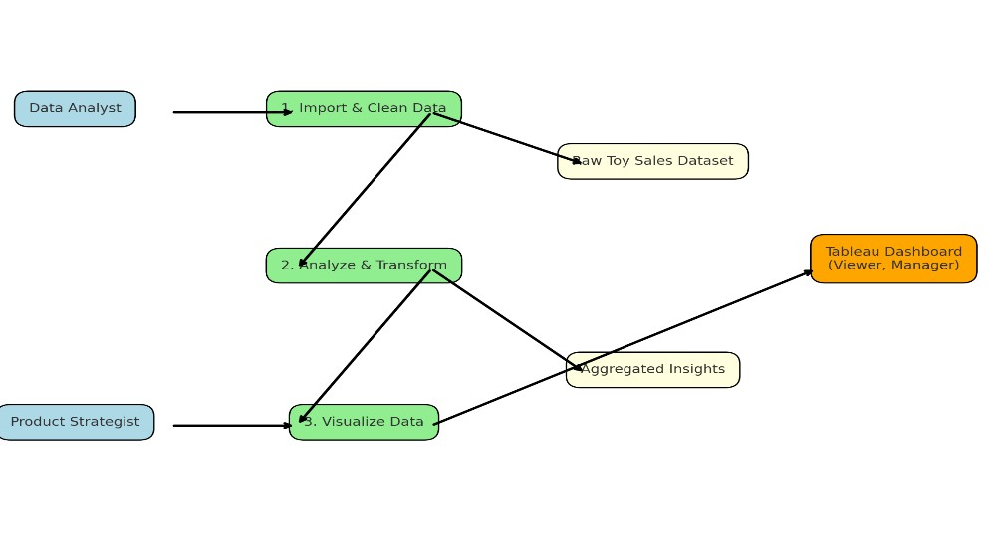 Data Analyst
1. Import & Clean Data
Raw Toy Sales Dataset
2. Analyze & Transform
Tableau Dashboard
(Viewer, Manager)
Aggregated Insights
Product Strategist
3. Visualize Data